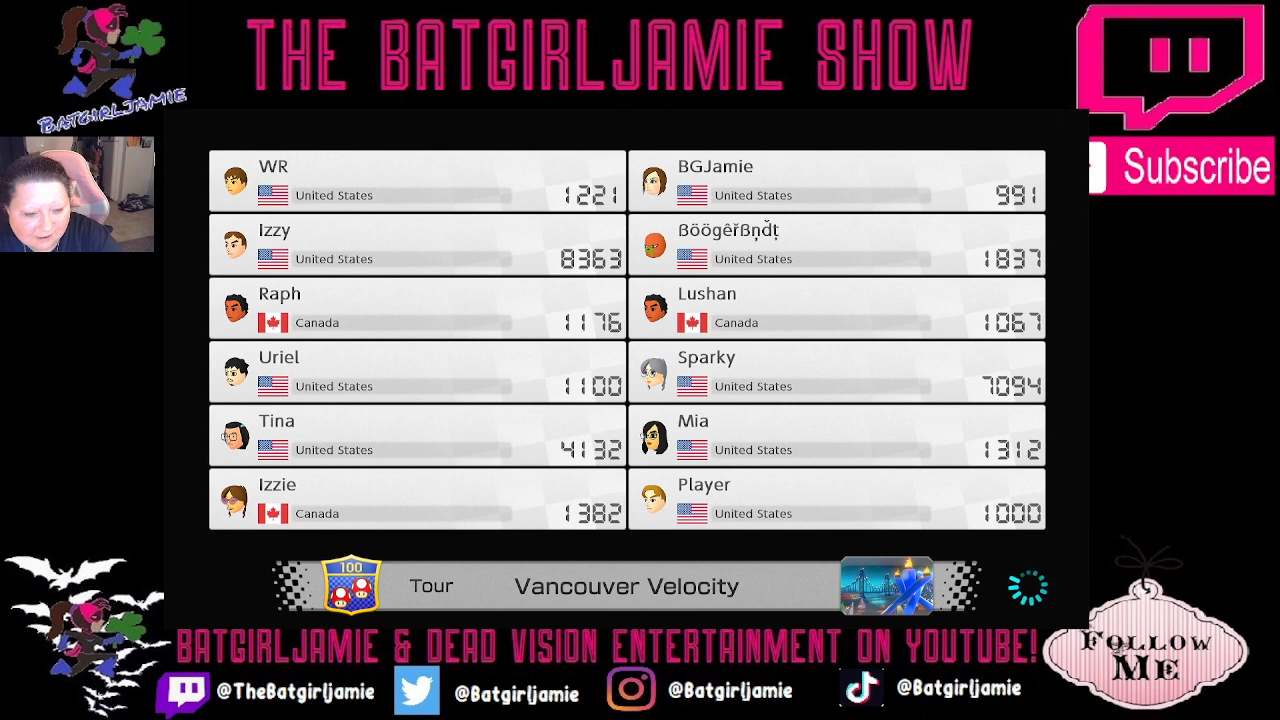 THE BATGIRLJAMIE SHOW
BATGIRLJAMIE
Subscribe
WR
United States
1221
BGJamie
United States
991
Izzy
United States
8363
Böögêřßņďţ
United States
1837
Raph
Canada
1176
Lushan
Canada
1067
Uriel
United States
1100
Sparky
United States
7094
Tina
United States
4132
Mia
United States
1312
Izzie
Canada
1382
Player
United States
1000
100
Tour
Vancouver Velocity
BATGIRLJAMIE & DEAD VISION ENTERTAINMENT ON YOUTUBE!
@TheBatgirljamie
@Batgirljamie
@Batgirljamie
@Batgirljamie
FOLLOW
ME